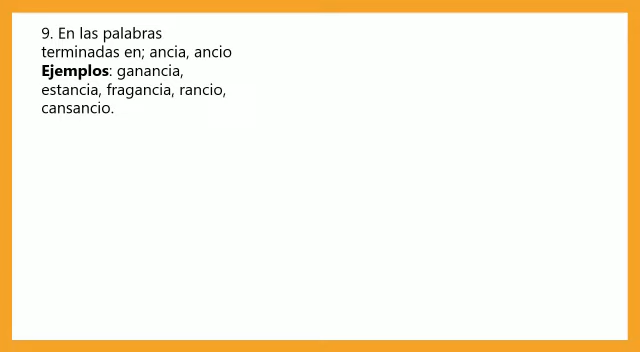 9. En las palabras
terminadas en; ancia, ancio
Ejemplos: ganancia,
estancia, fragancia, rancio,
cansancio.